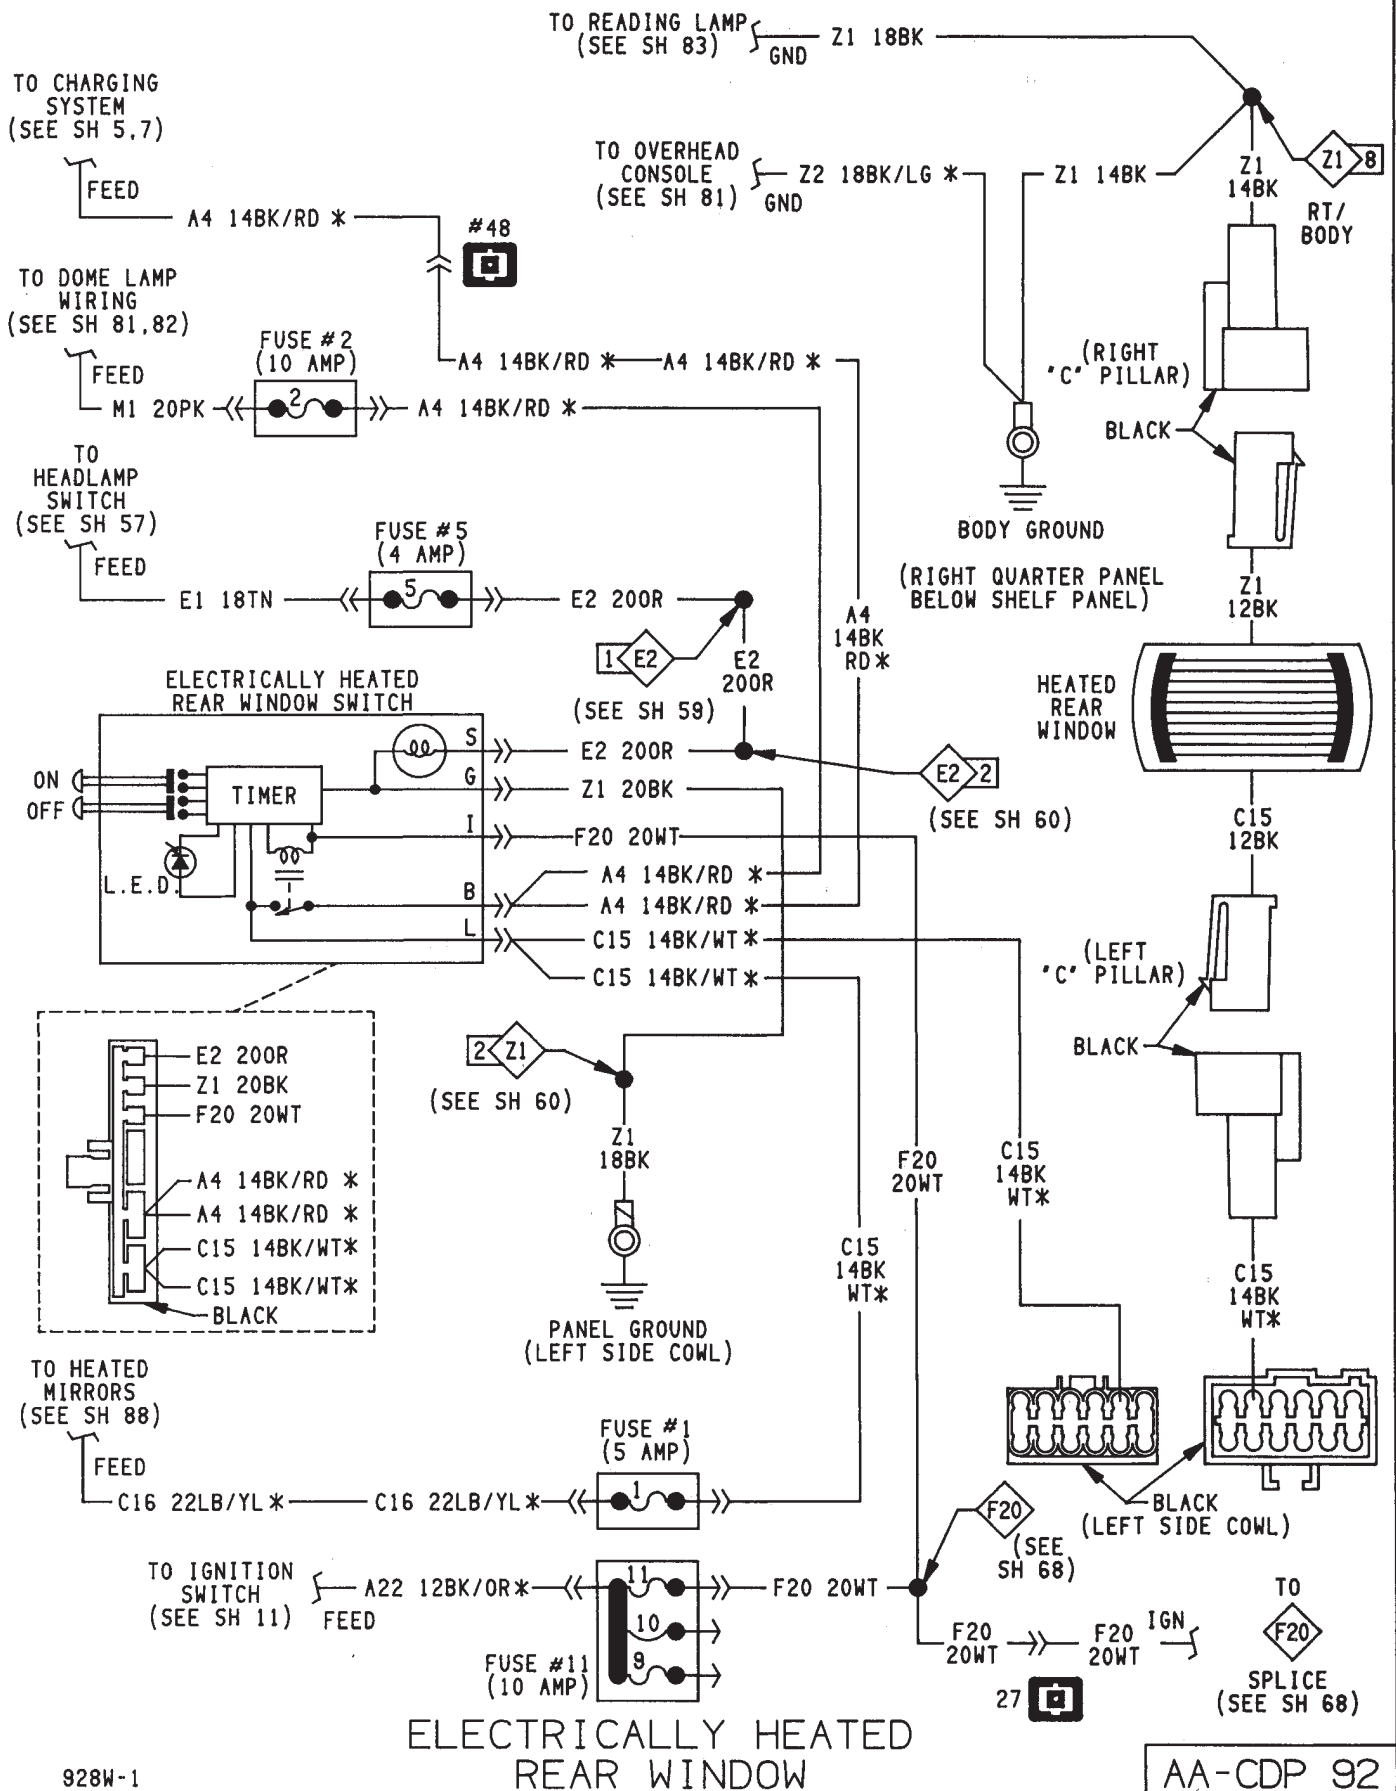 TO READING LAMP
(SEE SH 83)
GND
Z1 18BK
TO CHARGING
SYSTEM
(SEE SH 5,7)
FEED
A4 14BK/RD *
#48
TO OVERHEAD
CONSOLE
(SEE SH 81)
GND
Z2 18BK/LG *
Z1 14BK
Z1
14BK
Z1
8
RT/
BODY
TO DOME LAMP
WIRING
(SEE SH 81,82)
FEED
M1 20PK
FUSE #2
(10 AMP)
2
A4 14BK/RD *
A4 14BK/RD *
A4 14BK/RD *
(RIGHT
"C" PILLAR)
BLACK
TO
HEADLAMP
SWITCH
(SEE SH 57)
FEED
E1 18TN
FUSE #5
(4 AMP)
5
E2 20OR
BODY GROUND
(RIGHT QUARTER PANEL
BELOW SHELF PANEL)
Z1
12BK
A4
14BK
RD*
1
E2
E2
20OR
(SEE SH 59)
HEATED
REAR
WINDOW
ELECTRICALLY HEATED
REAR WINDOW SWITCH
ON
OFF
TIMER
L.E.D.
S
G
I
B
L
E2 20OR
Z1 20BK
F20 20WT
A4 14BK/RD *
A4 14BK/RD *
C15 14BK/WT*
C15 14BK/WT*
E2
2
(SEE SH 60)
C15
12BK
(LEFT
"C" PILLAR)
BLACK
2
Z1
(SEE SH 60)
E2 20OR
Z1 20BK
F20 20WT
A4 14BK/RD *
A4 14BK/RD *
C15 14BK/WT*
C15 14BK/WT*
BLACK
Z1
18BK
PANEL GROUND
(LEFT SIDE COWL)
F20
20WT
C15
14BK
WT*
C15
14BK
WT*
C15
14BK
WT*
TO HEATED
MIRRORS
(SEE SH 88)
FEED
C16 22LB/YL*
C16 22LB/YL*
FUSE #1
(5 AMP)
1
F20
(SEE
SH 68)
BLACK
(LEFT SIDE COWL)
TO IGNITION
SWITCH
(SEE SH 11)
FEED
A22 12BK/OR*
11
10
9
FUSE #11
(10 AMP)
F20 20WT
F20
20WT
F20
20WT
IGN
27
TO
F20
SPLICE
(SEE SH 68)
ELECTRICALLY HEATED
REAR WINDOW
928W-1
AA-CDP 92